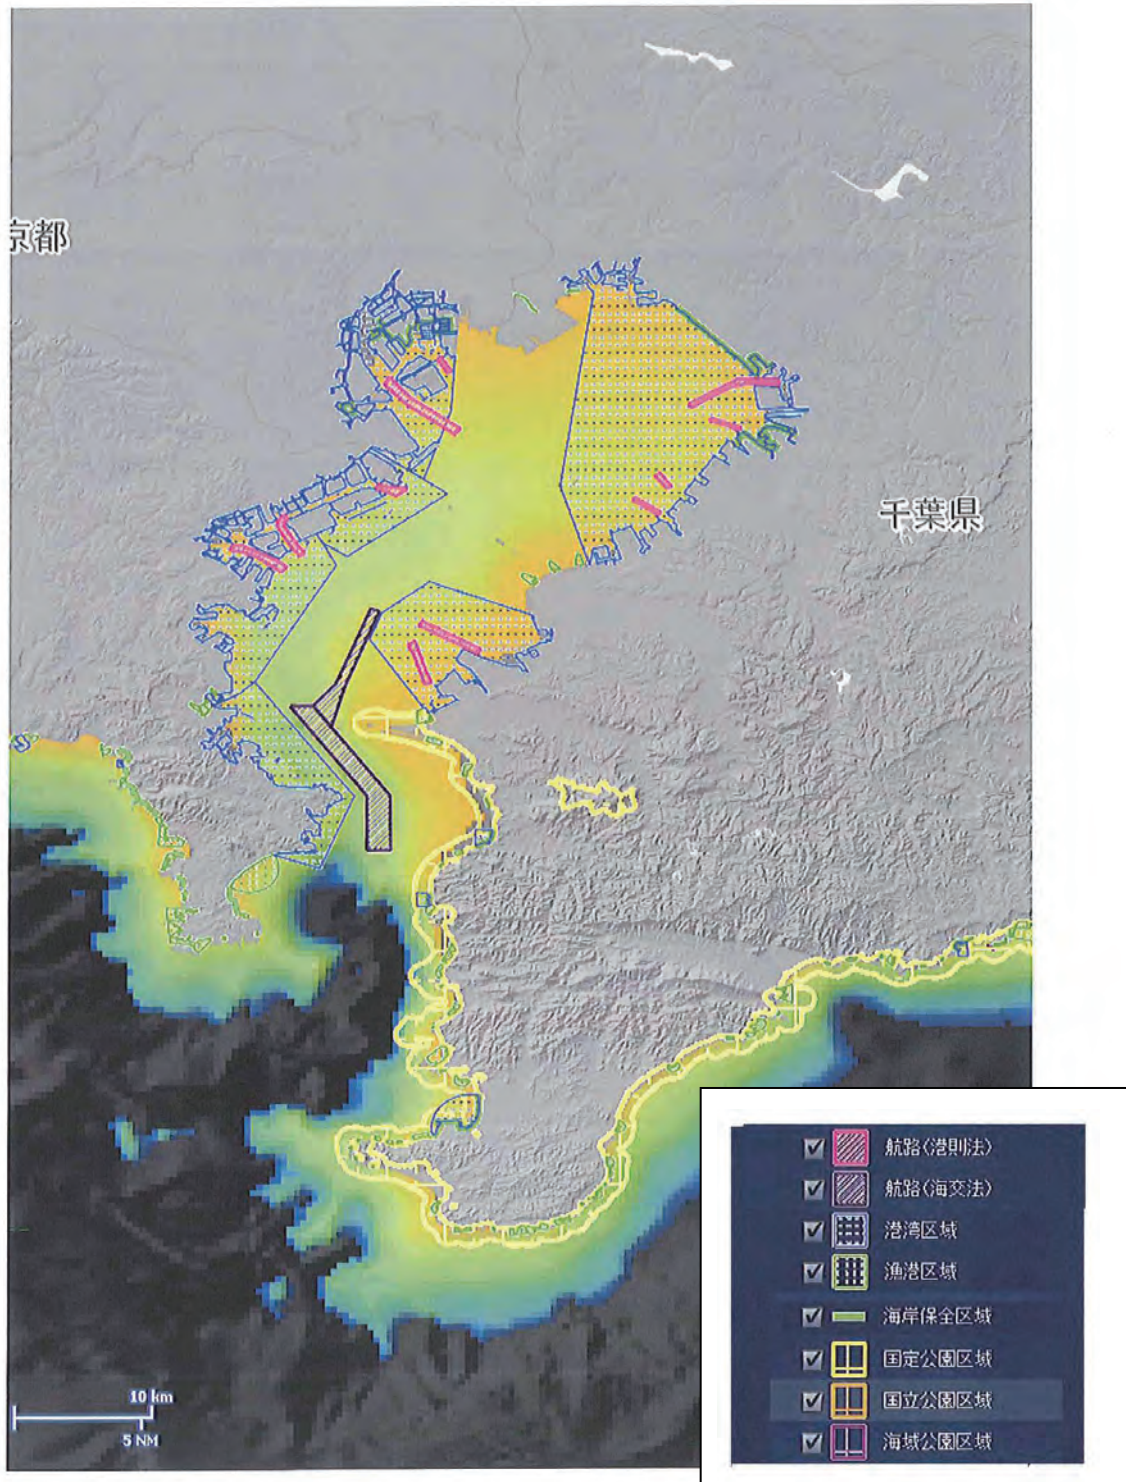 京都
千葉県
10 km
5 NM
航路(港則法)
航路(海交法)
港湾区域
漁港区域
海岸保全区域
国定公園区域
国立公園区域
海域公園区域